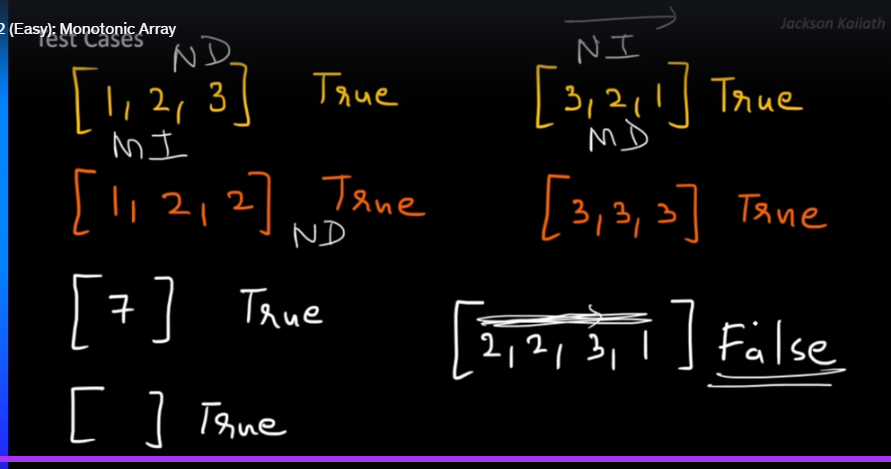 2 (Easy): Monotonic Array
Jackson Kailath
Test Cases
ND
NI
[1, 2, 3] True
[3, 2, 1] True
MI
MD
[1, 2, 2] True
ND
[3, 3, 3] True
[7] True
[2, 2, 3, 1] False
[ ] True